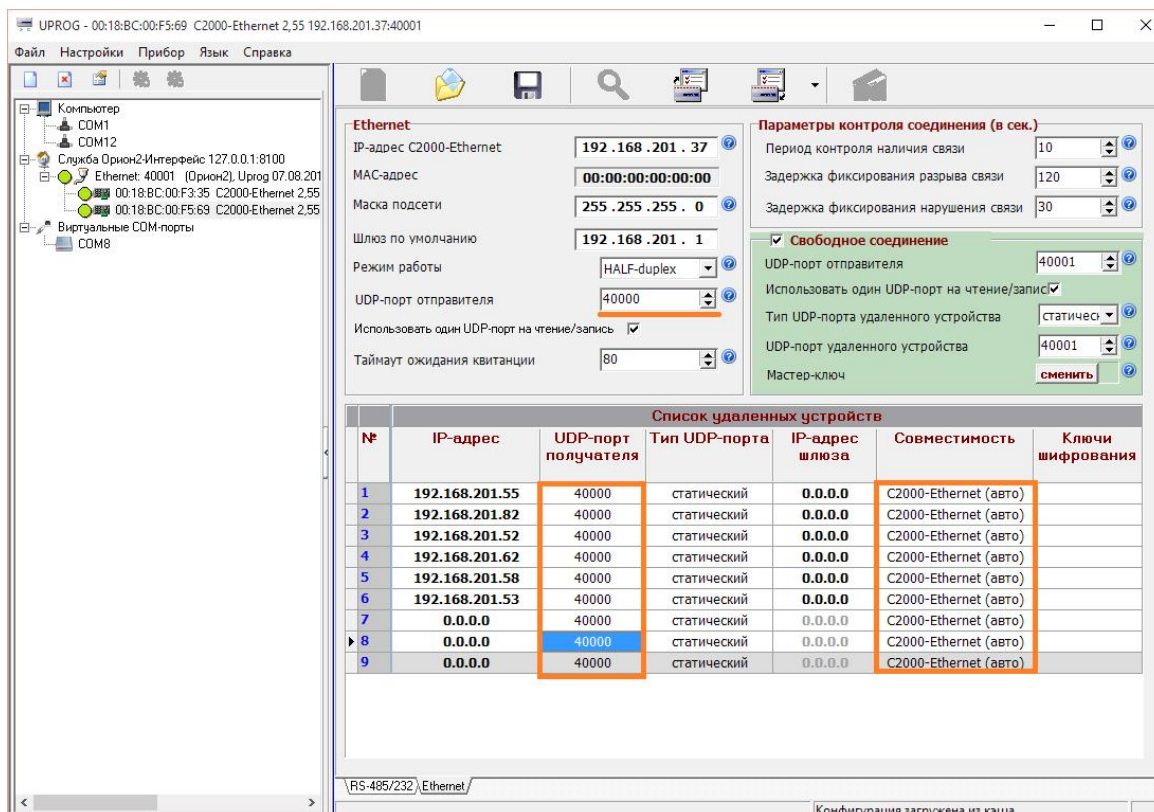 UPROG - 00:18:BC:00:F5:69 C2000-Ethernet 2,55 192.168.201.37:40001
Файл Настройки Прибор Язык Справка
Компьютер
COM1
COM12
Служба Орион2-Интерфейс 127.0.0.1:8100
Ethernet: 40001 (Орион2), Uprog 07.08.201
00:18:BC:00:F3:35 C2000-Ethernet 2,55
00:18:BC:00:F5:69 C2000-Ethernet 2,55
Виртуальные COM-порты
COM8
Ethernet
IP-адрес C2000-Ethernet 192 .168 .201 . 37
MAC-адрес 00:00:00:00:00:00
Маска подсети 255 .255 .255 . 0
Шлюз по умолчанию 192 .168 .201 . 1
Режим работы HALF-duplex
UDP-порт отправителя 40000
Использовать один UDP-порт на чтение/запись
Таймаут ожидания квитанции 80
Параметры контроля соединения (в сек.)
Период контроля наличия связи 10
Задержка фиксирования разрыва связи 120
Задержка фиксирования нарушения связи 30
Свободное соединение
UDP-порт отправителя 40001
Использовать один UDP-порт на чтение/запис
Тип UDP-порта удаленного устройства статичес
UDP-порт удаленного устройства 40001
Мастер-ключ сменить
Список удаленных устройств
№ IP-адрес UDP-порт получателя Тип UDP-порта IP-адрес шлюза Совместимость Ключи шифрования
1 192.168.201.55 40000 статический 0.0.0.0 C2000-Ethernet (авто)
2 192.168.201.82 40000 статический 0.0.0.0 C2000-Ethernet (авто)
3 192.168.201.52 40000 статический 0.0.0.0 C2000-Ethernet (авто)
4 192.168.201.62 40000 статический 0.0.0.0 C2000-Ethernet (авто)
5 192.168.201.58 40000 статический 0.0.0.0 C2000-Ethernet (авто)
6 192.168.201.53 40000 статический 0.0.0.0 C2000-Ethernet (авто)
7 0.0.0.0 40000 статический 0.0.0.0 C2000-Ethernet (авто)
8 0.0.0.0 40000 статический 0.0.0.0 C2000-Ethernet (авто)
9 0.0.0.0 40000 статический 0.0.0.0 C2000-Ethernet (авто)
RS-485/232 Ethernet
Конфигурация загружена из кэша